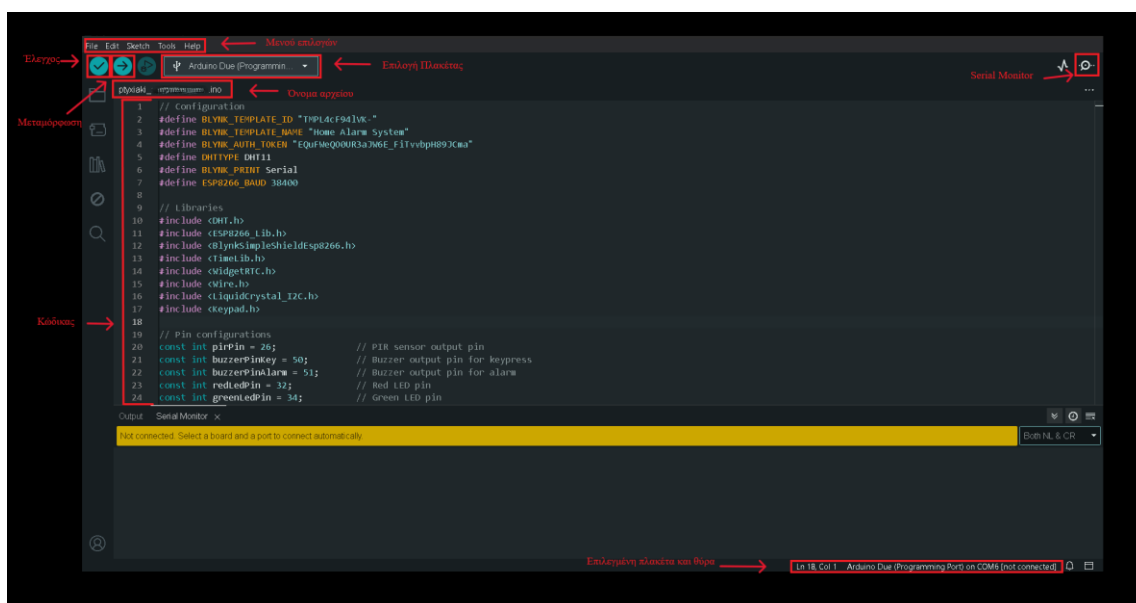 File Edit Sketch Tools Help
Μενού επιλογών
Έλεγχος
Arduino Due (Programmin...
Επιλογή Πλακέτας
Serial Monitor
ptyxiaki_
.ino
Όνομα αρχείου
Μεταμόρφωση
1 // Configuration
2 #define BLYNK_TEMPLATE_ID "TMPL4cF94lVK-"
3 #define BLYNK_TEMPLATE_NAME "Home Alarm System"
4 #define BLYNK_AUTH_TOKEN "EQuFWeQ00UR3aJW6E_FiTvvbpH89JCma"
5 #define DHTTYPE DHT11
6 #define BLYNK_PRINT Serial
7 #define ESP8266_BAUD 38400
8
9 // Libraries
10 #include <DHT.h>
11 #include <ESP8266_Lib.h>
12 #include <BlynkSimpleShieldEsp8266.h>
13 #include <TimeLib.h>
14 #include <WidgetRTC.h>
15 #include <Wire.h>
16 #include <LiquidCrystal_I2C.h>
17 #include <Keypad.h>
Κώδικας
18
19 // Pin configurations
20 const int pirPin = 26; // PIR sensor output pin
21 const int buzzerPinKey = 50; // Buzzer output pin for keypress
22 const int buzzerPinAlarm = 51; // Buzzer output pin for alarm
23 const int redLedPin = 32; // Red LED pin
24 const int greenLedPin = 34; // Green LED pin
Output Serial Monitor ×
Not connected. Select a board and a port to connect automatically.
Both NL & CR
Επιλεγμένη πλακέτα και θύρα
Ln 18, Col 1 Arduino Due (Programming Port) on COM6 [not connected]